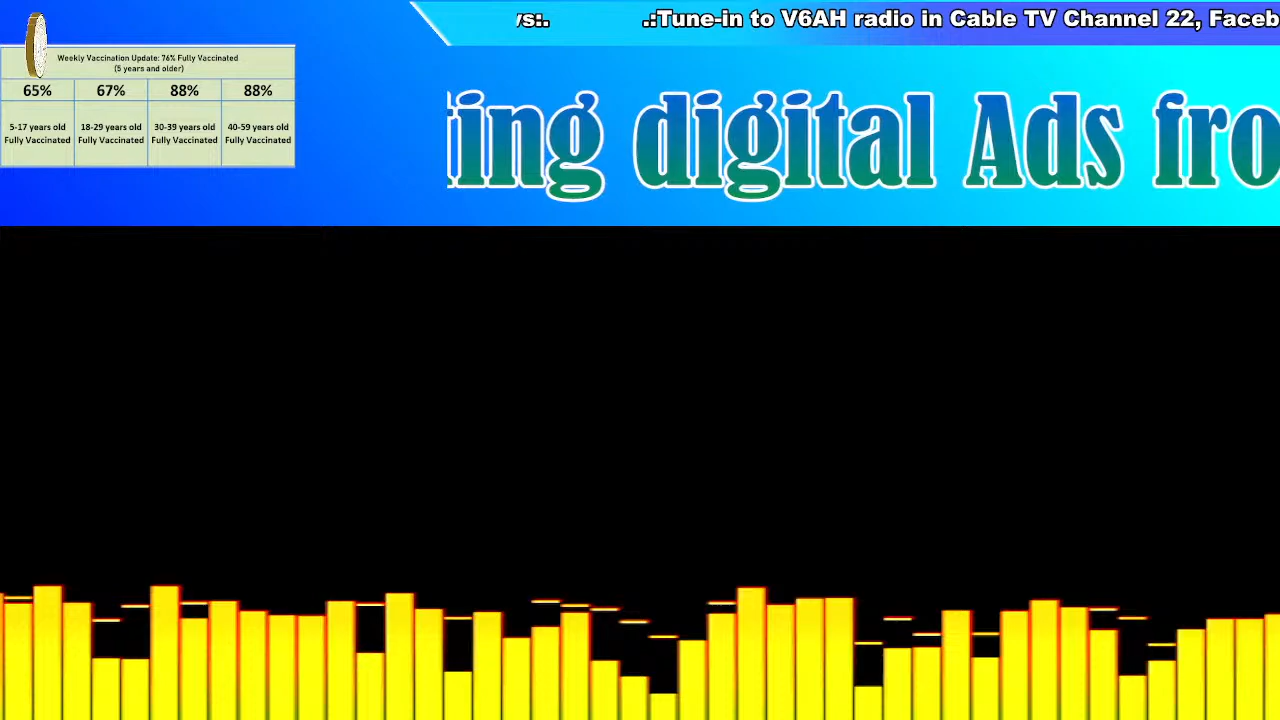 .:Tune-in to V6AH radio in Cable TV Channel 22, Faceb
Weekly Vaccination Update: 76% Fully Vaccinated
(5 years and older)
65% 67% 88% 88%
5-17 years old 18-29 years old 30-39 years old 40-59 years old
Fully Vaccinated Fully Vaccinated Fully Vaccinated Fully Vaccinated
ing digital Ads fro